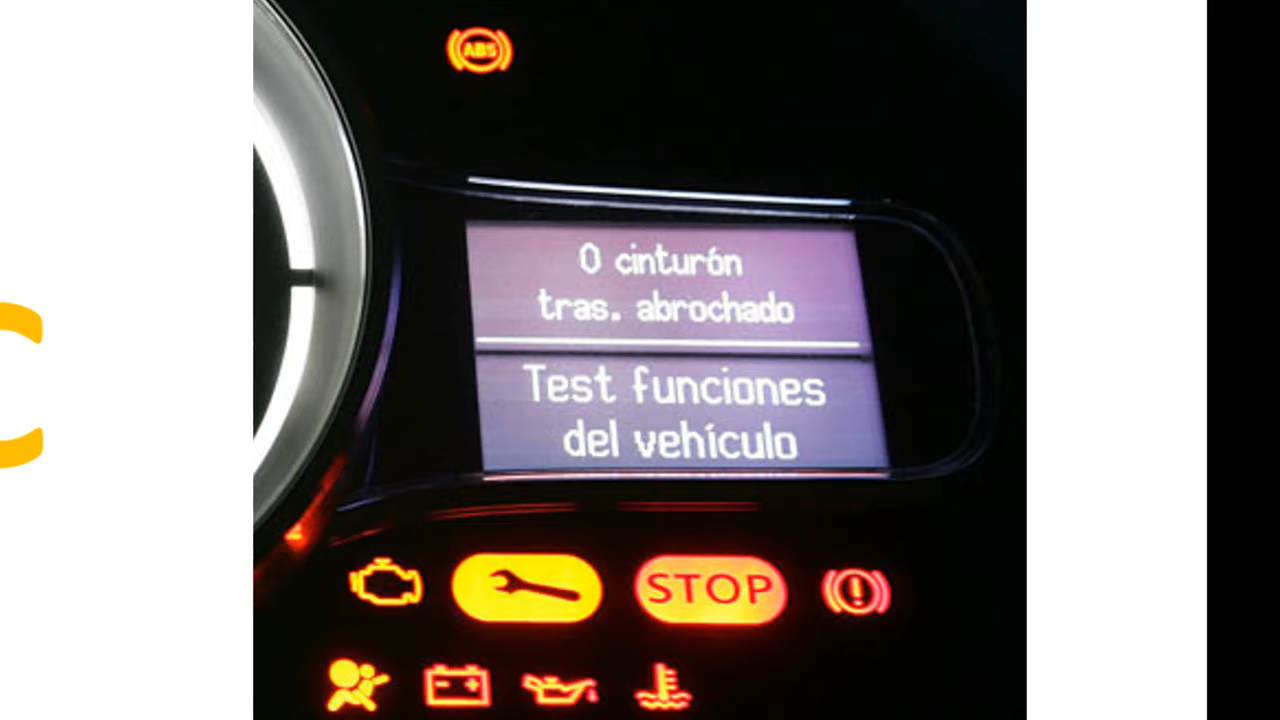 ABS
0 cinturón
tras. abrochado
Test funciones
del vehículo
STOP